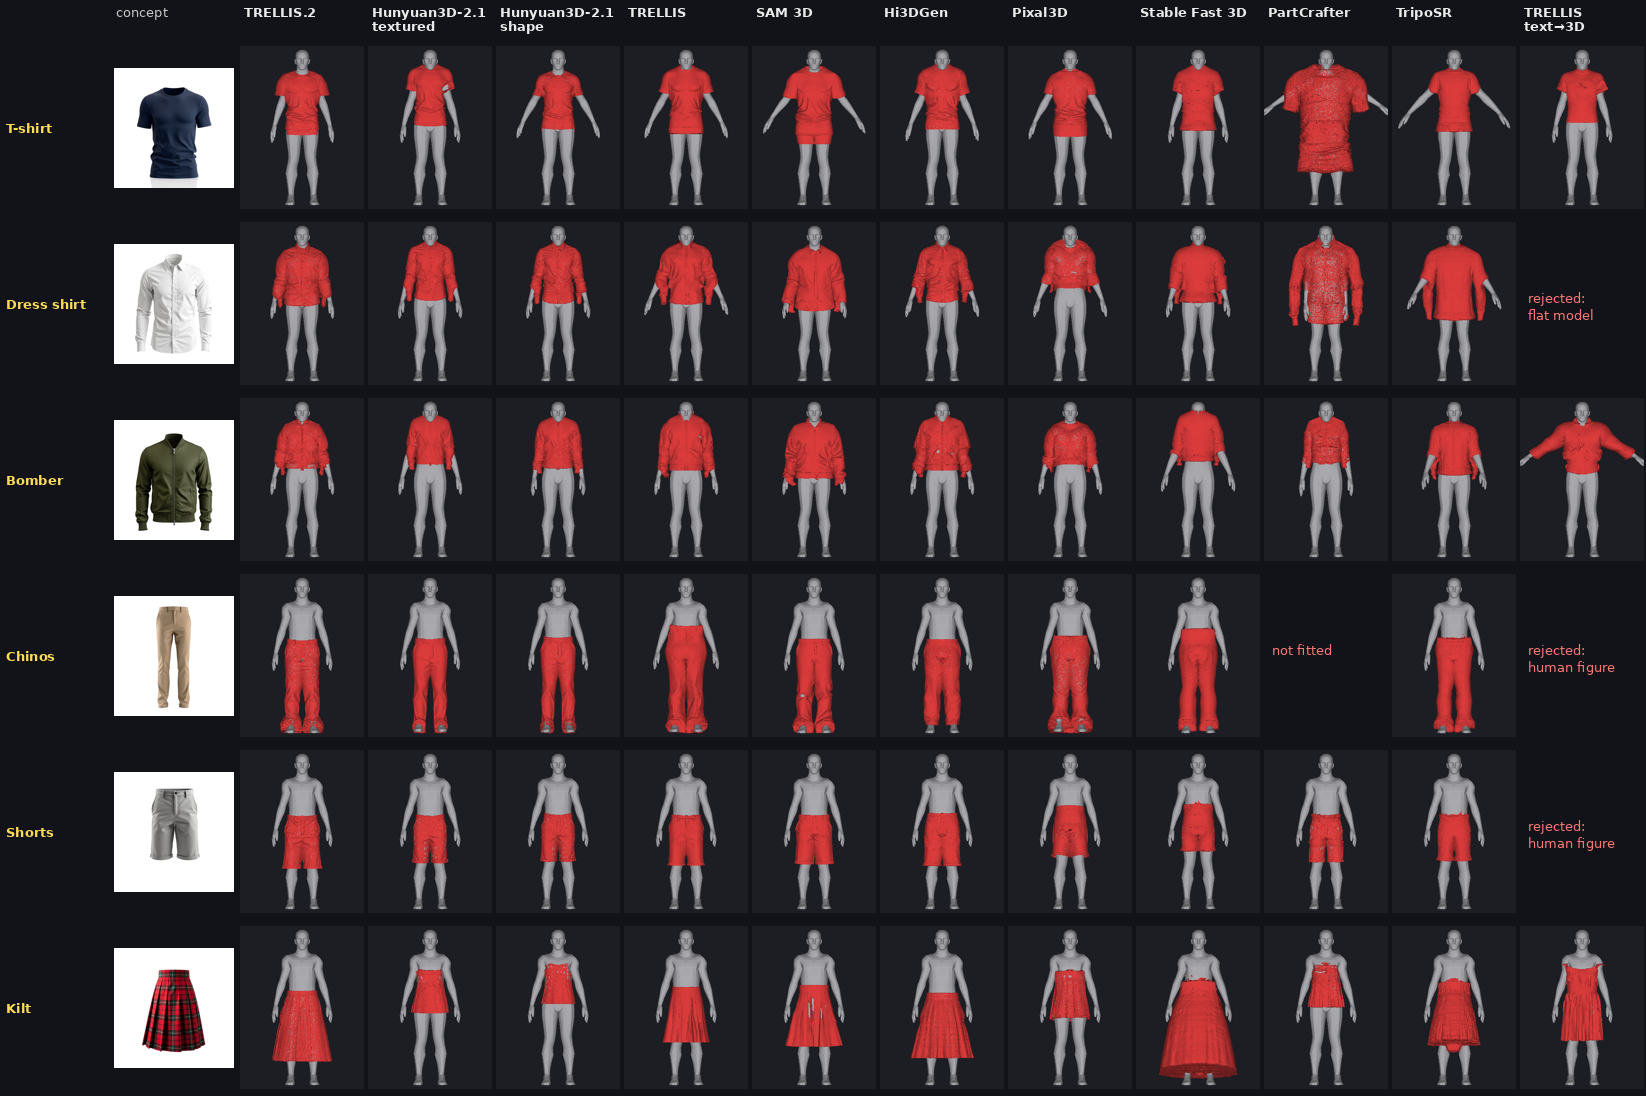 concept
TRELLIS.2
Hunyuan3D-2.1
textured
Hunyuan3D-2.1
shape
TRELLIS
SAM 3D
Hi3DGen
Pixal3D
Stable Fast 3D
PartCrafter
TripoSR
TRELLIS
text→3D
T-shirt
Dress shirt
rejected:
flat model
Bomber
Chinos
not fitted
rejected:
human figure
Shorts
rejected:
human figure
Kilt